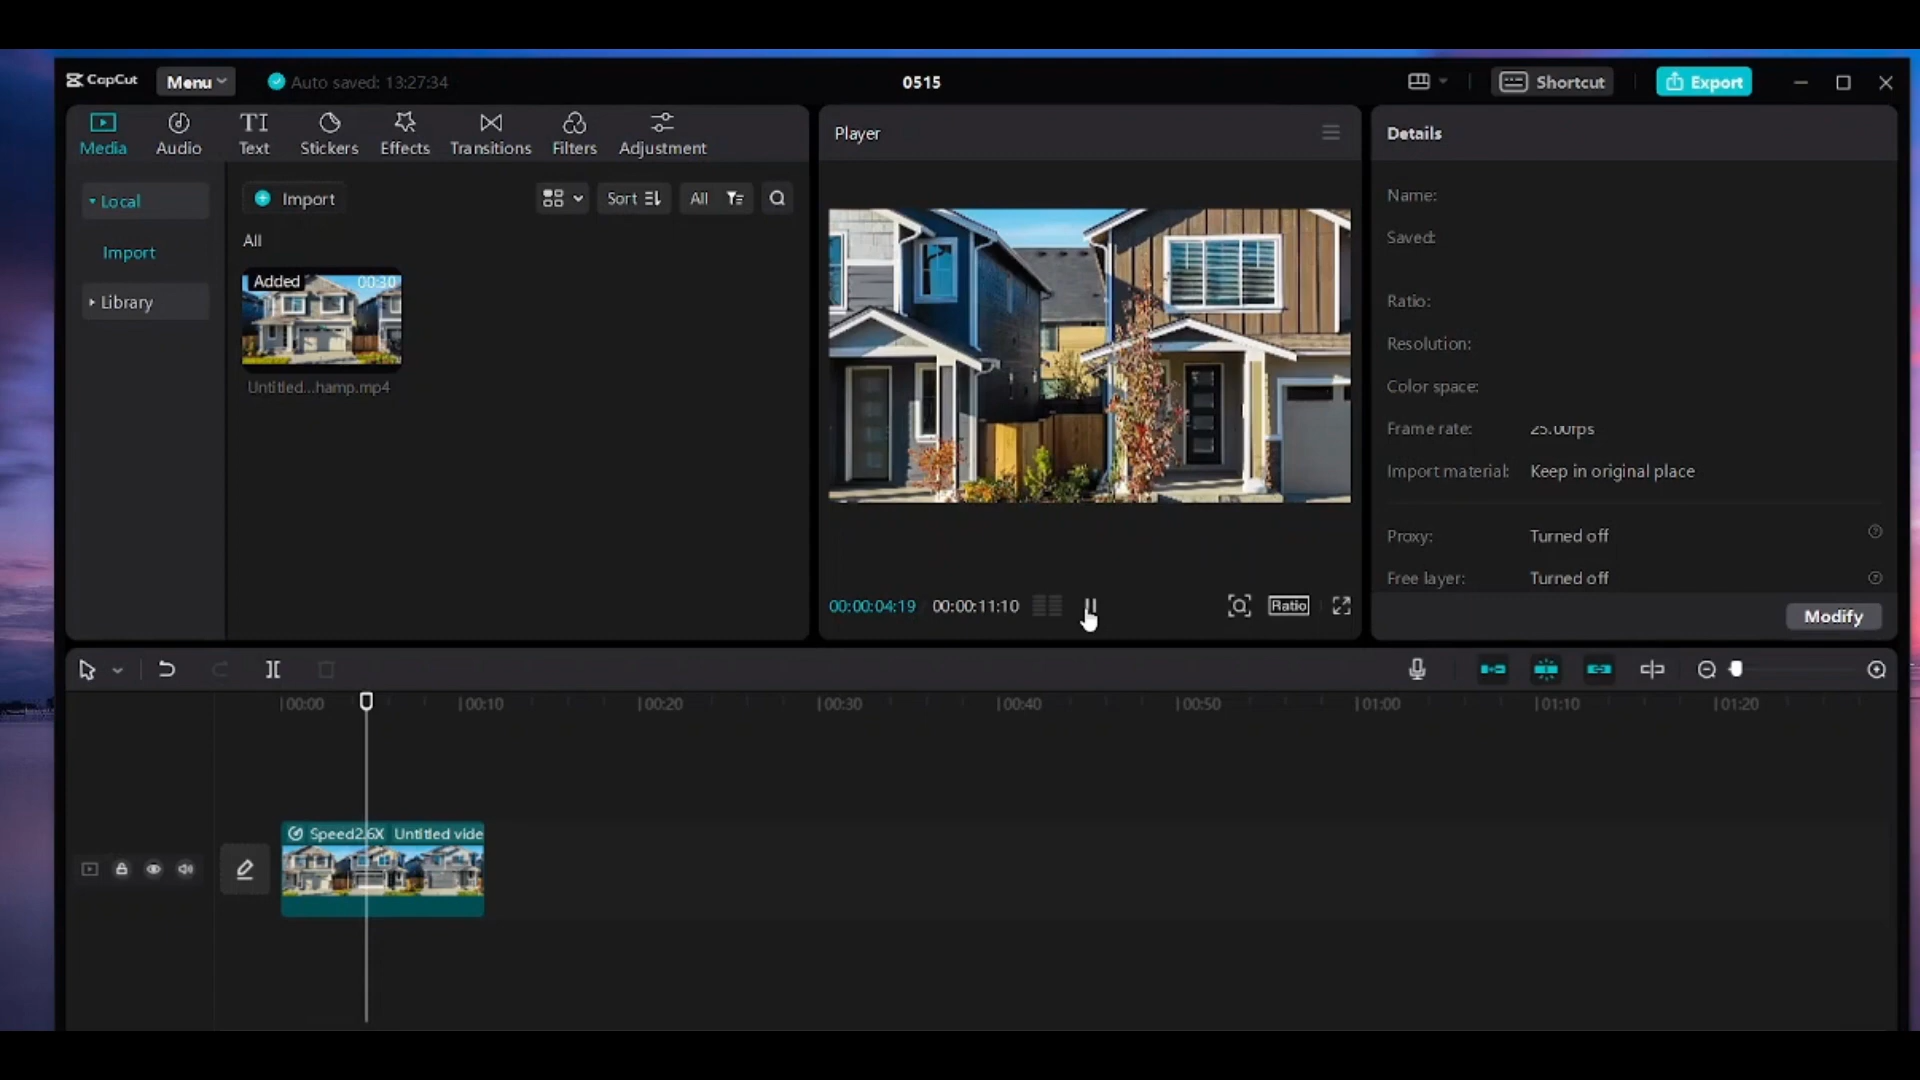 CapCut
Menu
Auto saved: 13:27:34
0515
Shortcut
Export
Media
Audio
TI
Text
Stickers
Effects
Transitions
Filters
Adjustment
Local
Import
Library
Import
Sort
All
All
Added
00:30
Untitled...hamp.mp4
Player
00:00:04:19
00:00:11:10
Ratio
Details
Name:
Saved:
Ratio:
Resolution:
Color space:
Frame rate: 25.00fps
Import material: Keep in original place
Proxy: Turned off
Free layer: Turned off
Modify
00:00
00:10
00:20
00:30
00:40
00:50
01:00
01:10
01:20
Speed2.6X Untitled vide